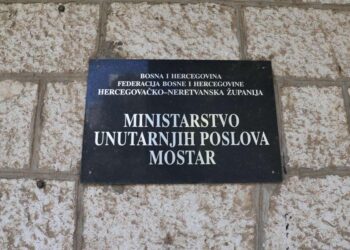 BOSNA I HERCEGOVINA
FEDERACIJA BOSNE I HERCEGOVINE
HERCEGOVAČKO-NERETVANSKA ŽUPANIJA
MINISTARSTVO
UNUTARNJIH POSLOVA
MOSTAR